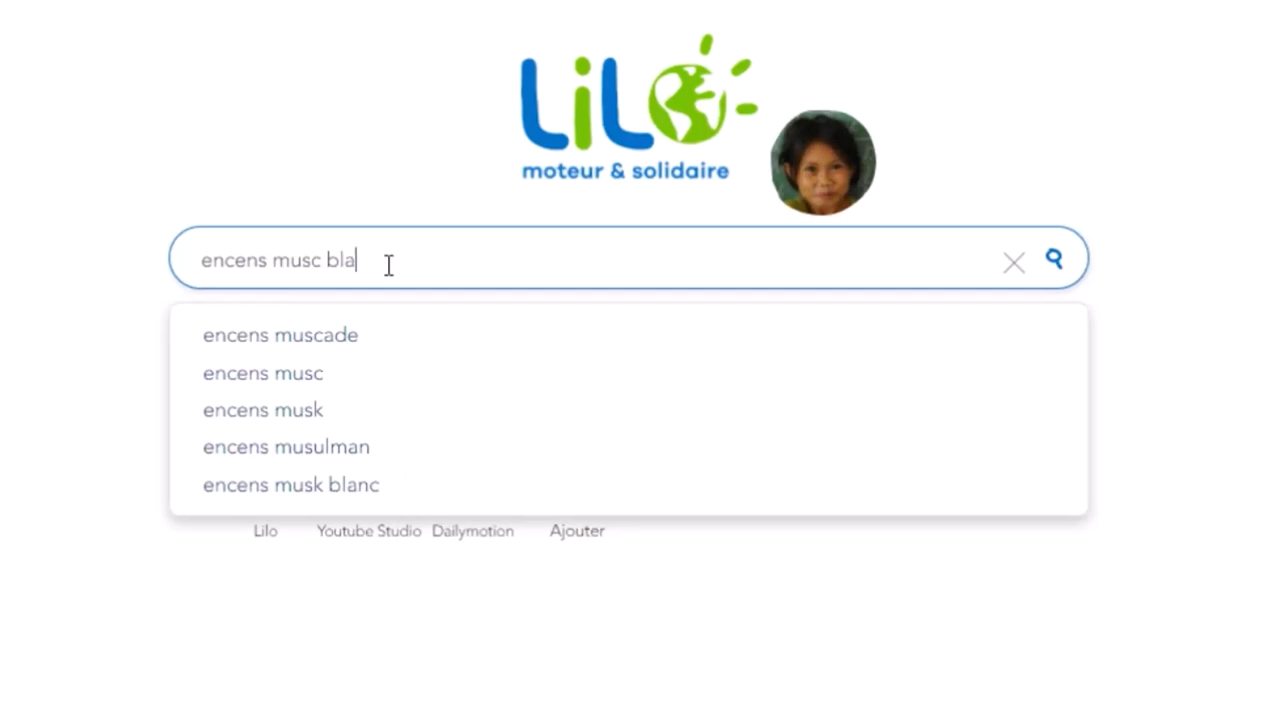 LiLO
moteur & solidaire
encens musc bla
encens muscade
encens musc
encens musk
encens musulman
encens musk blanc
Lilo Youtube Studio Dailymotion Ajouter